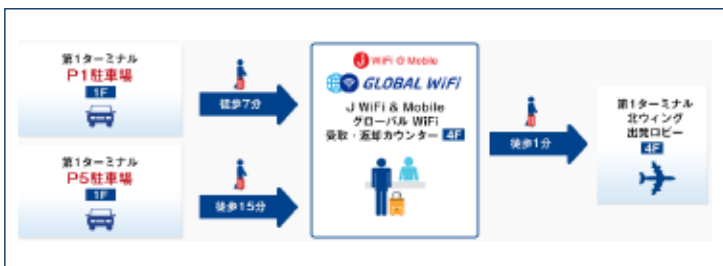 第1ターミナル
P1駐車場
1F
徒歩7分
第1ターミナル
P5駐車場
1F
徒歩15分
J WiFi & Mobile
GLOBAL WiFi
J WiFi & Mobile
グローバル WiFi
受取・返却カウンター 4F
徒歩1分
第1ターミナル
北ウィング
出発ロビー
4F